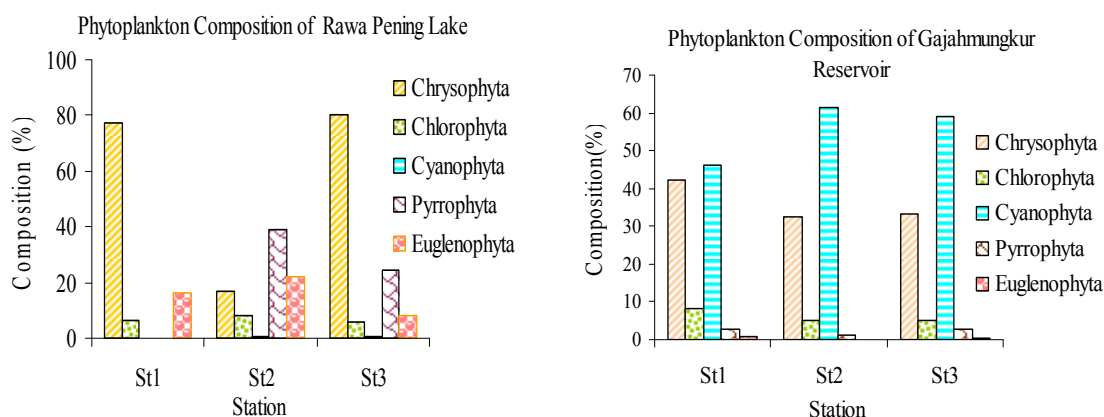 Phytoplankton Composition of Rawa Pening Lake
Composition (%)
100
80
60
40
20
0
Chrysophyta
Chlorophyta
Cyanophyta
Pyrrophyta
Euglenophyta
St1 St2 St3
Station
Phytoplankton Composition of Gajahmungkur
Reservoir
Composition(%)
70
60
50
40
30
20
10
0
Chrysophyta
Chlorophyta
Cyanophyta
Pyrrophyta
Euglenophyta
St1 St2 St3
Station